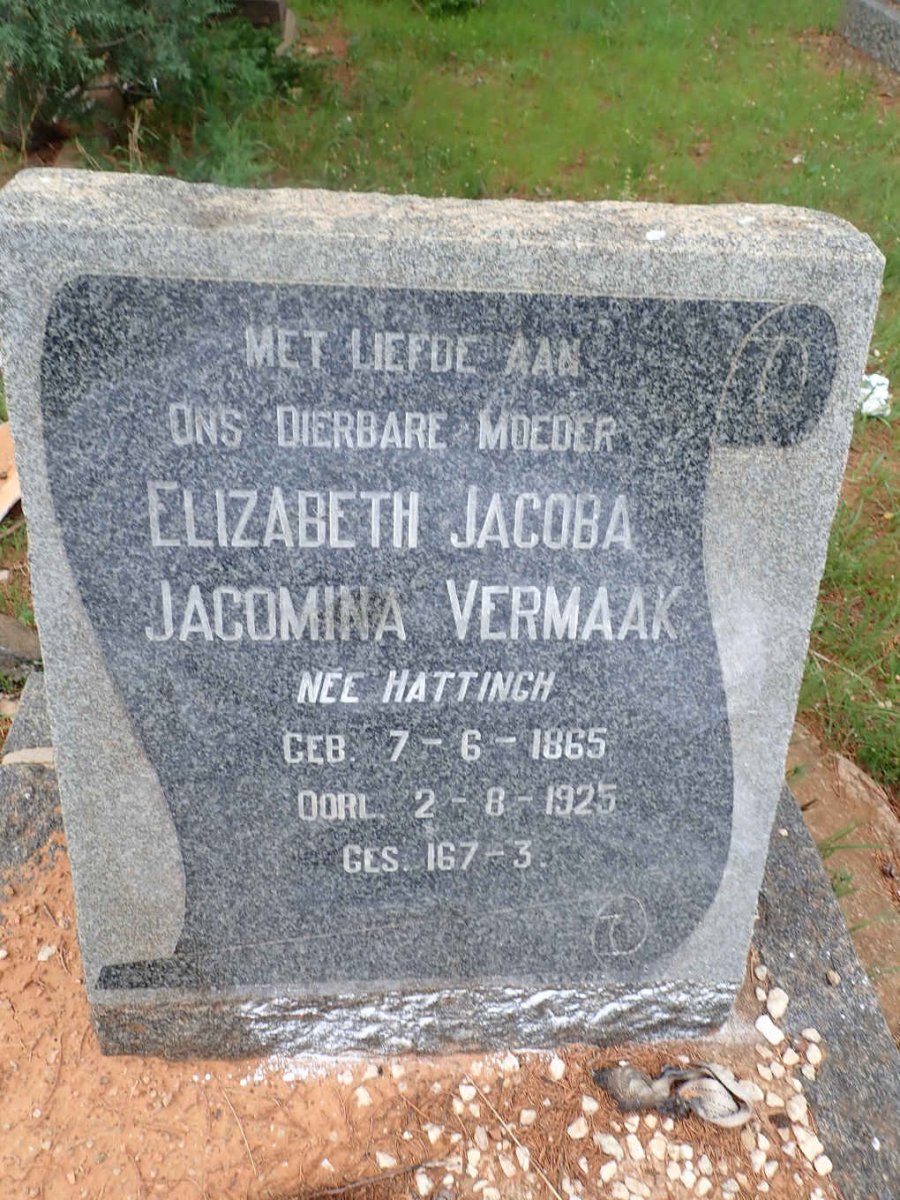 MET LIEFDE AAN
ONS DIERBARE MOEDER
ELIZABETH JACOBA
JACOMINA VERMAAK
NÉE HATTINGH
GEB. 7-6-1865
OORL. 2-8-1925
GES. 167-3.